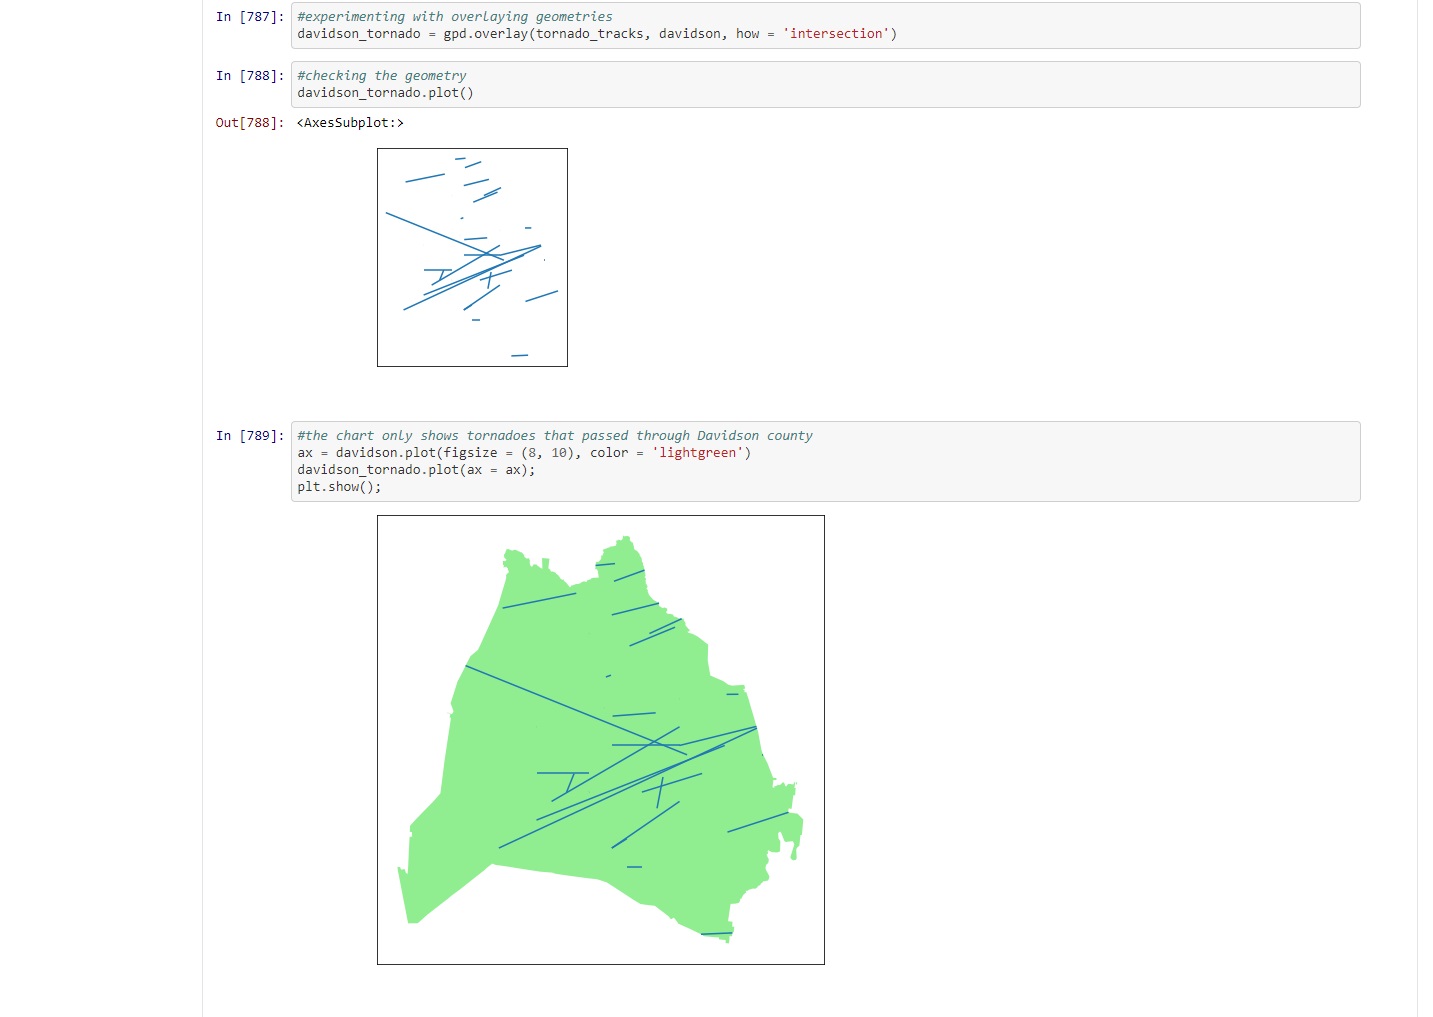 In [787]:
#experimenting with overlaying geometries
davidson_tornado = gpd.overlay(tornado_tracks, davidson, how = 'intersection')
In [788]:
#checking the geometry
davidson_tornado.plot()
Out[788]: <AxesSubplot:>
In [789]:
#the chart only shows tornadoes that passed through Davidson county
ax = davidson.plot(figsize = (8, 10), color = 'lightgreen')
davidson_tornado.plot(ax = ax);
plt.show();